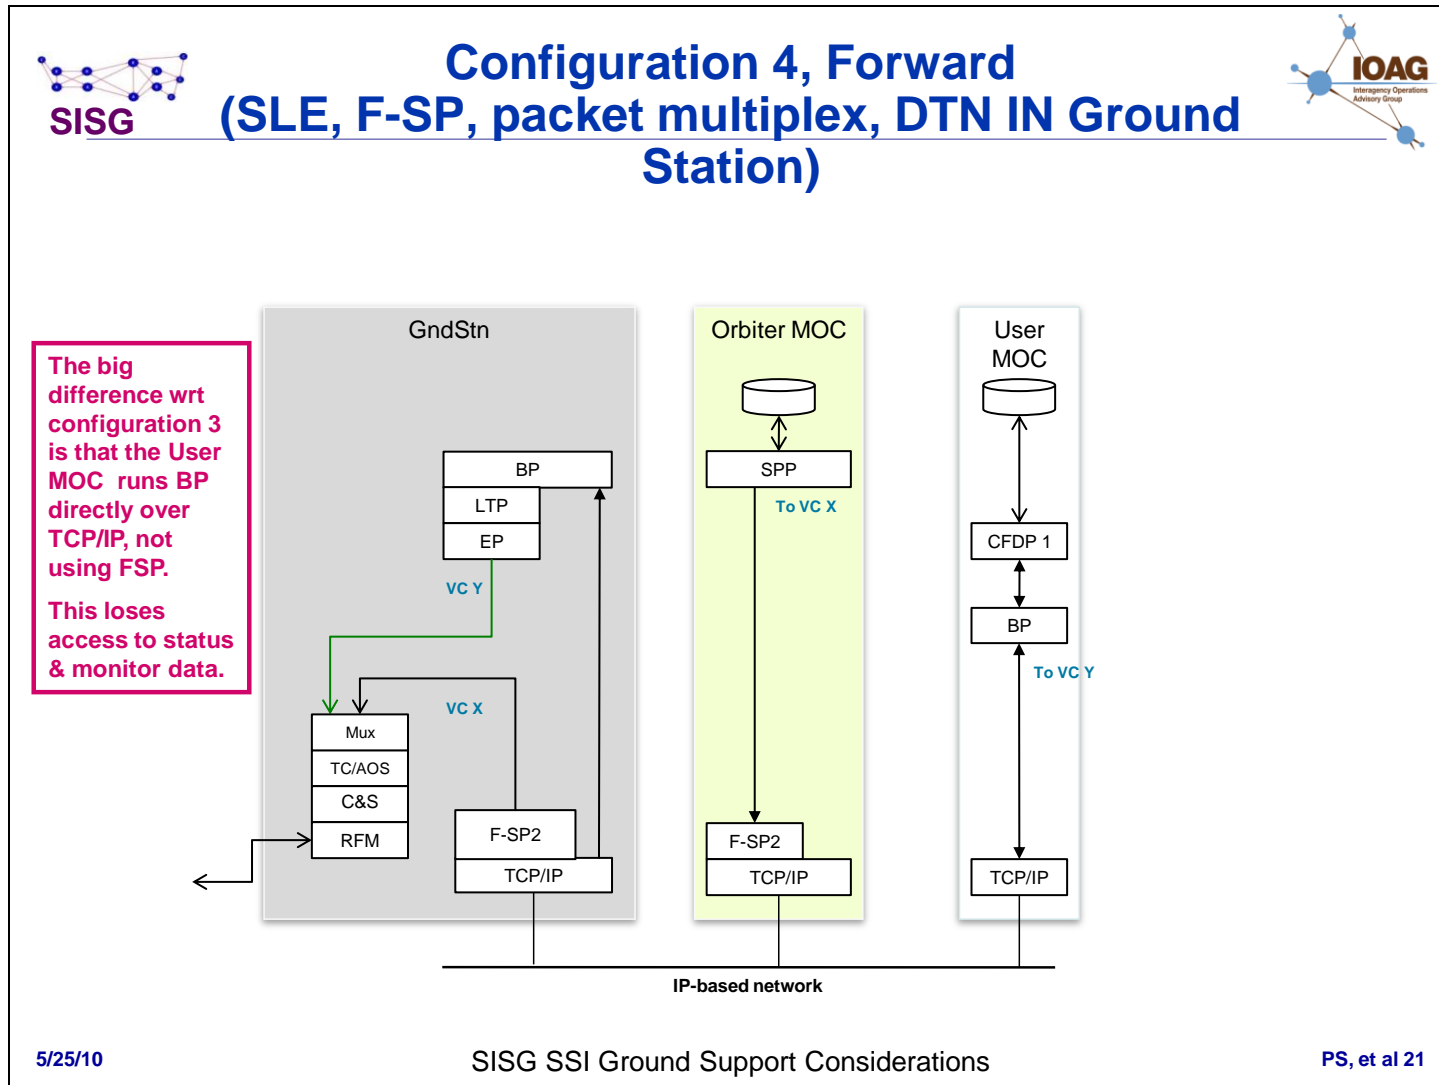 SISG
Configuration 4, Forward
(SLE, F-SP, packet multiplex, DTN IN Ground
Station)
IOAG
Interagency Operations
Advisory Group
The big
difference wrt
configuration 3
is that the User
MOC runs BP
directly over
TCP/IP, not
using FSP.
This loses
access to status
& monitor data.
GndStn
BP
LTP
EP
VC Y
VC X
Mux
TC/AOS
C&S
RFM
F-SP2
TCP/IP
Orbiter MOC
SPP
To VC X
F-SP2
TCP/IP
User
MOC
CFDP 1
BP
To VC Y
TCP/IP
IP-based network
5/25/10
SISG SSI Ground Support Considerations
PS, et al 21